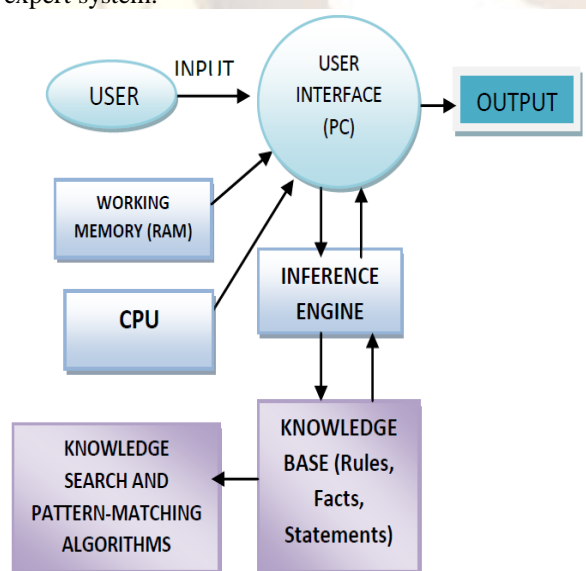 expert system.
INPUT
USER
USER
INTERFACE
(PC)
OUTPUT
WORKING
MEMORY (RAM)
CPU
INFERENCE
ENGINE
KNOWLEDGE
SEARCH AND
PATTERN-MATCHING
ALGORITHMS
KNOWLEDGE
BASE (Rules,
Facts,
Statements)